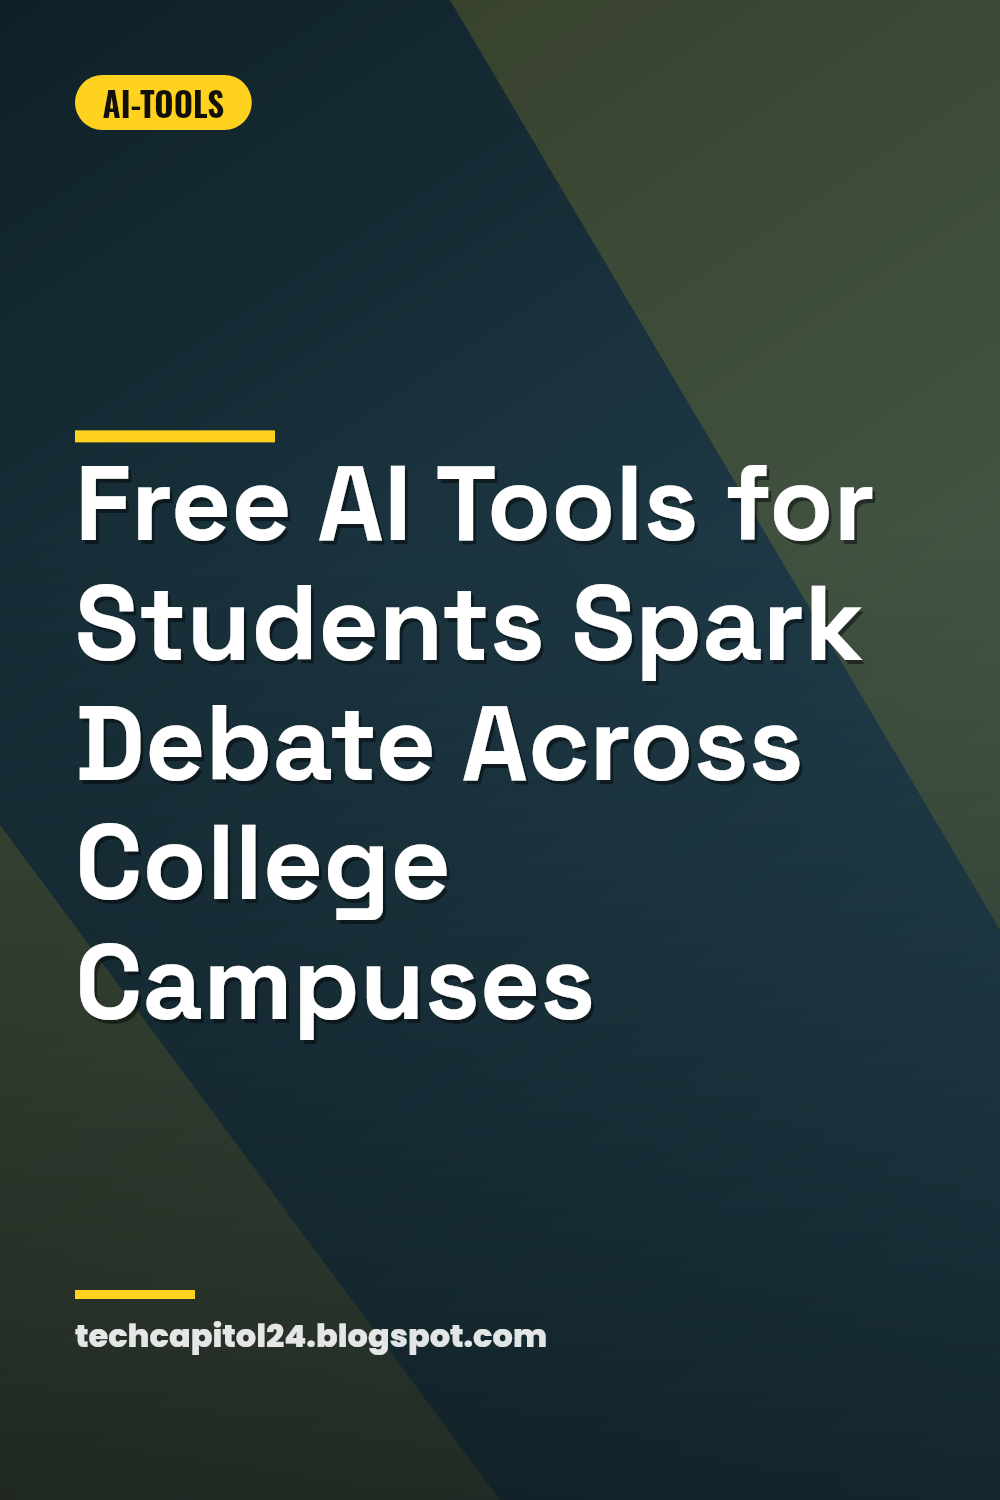 AI-TOOLS
Free AI Tools for
Students Spark
Debate Across
College
Campuses
techcapitol24.blogspot.com